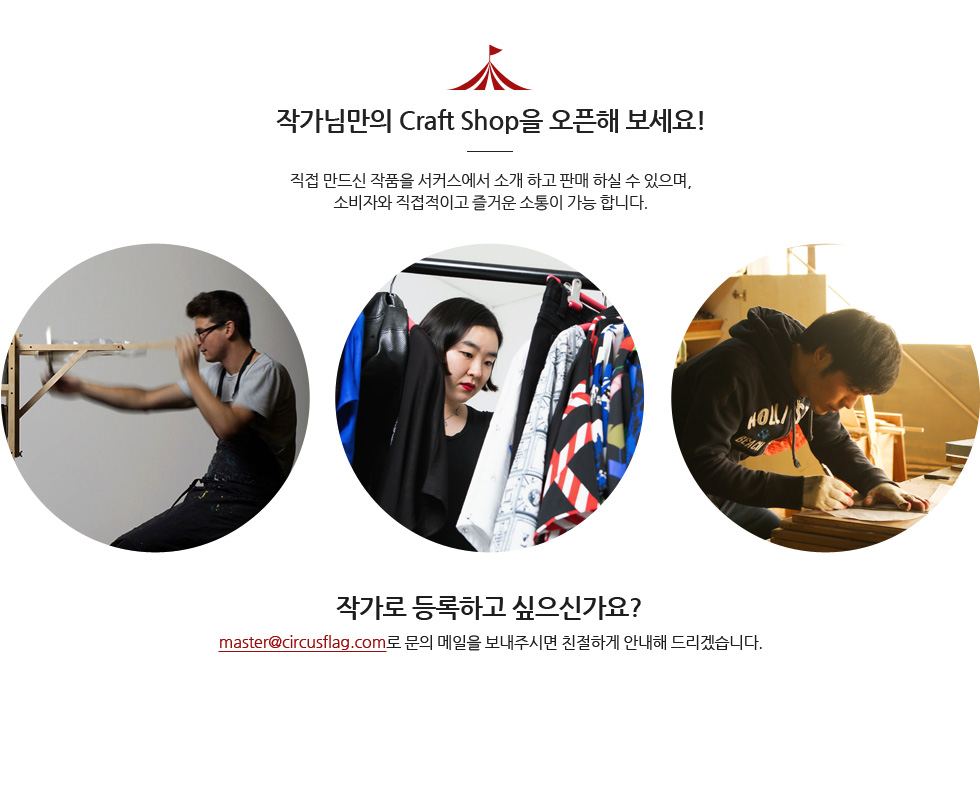 작가님만의 Craft Shop을 오픈해 보세요!
직접 만드신 작품을 서커스에서 소개 하고 판매 하실 수 있으며,
소비자와 직접적이고 즐거운 소통이 가능 합니다.
HOLLIS
BEACH
작가로 등록하고 싶으신가요?
master@circusflag.com로 문의 메일을 보내주시면 친절하게 안내해 드리겠습니다.